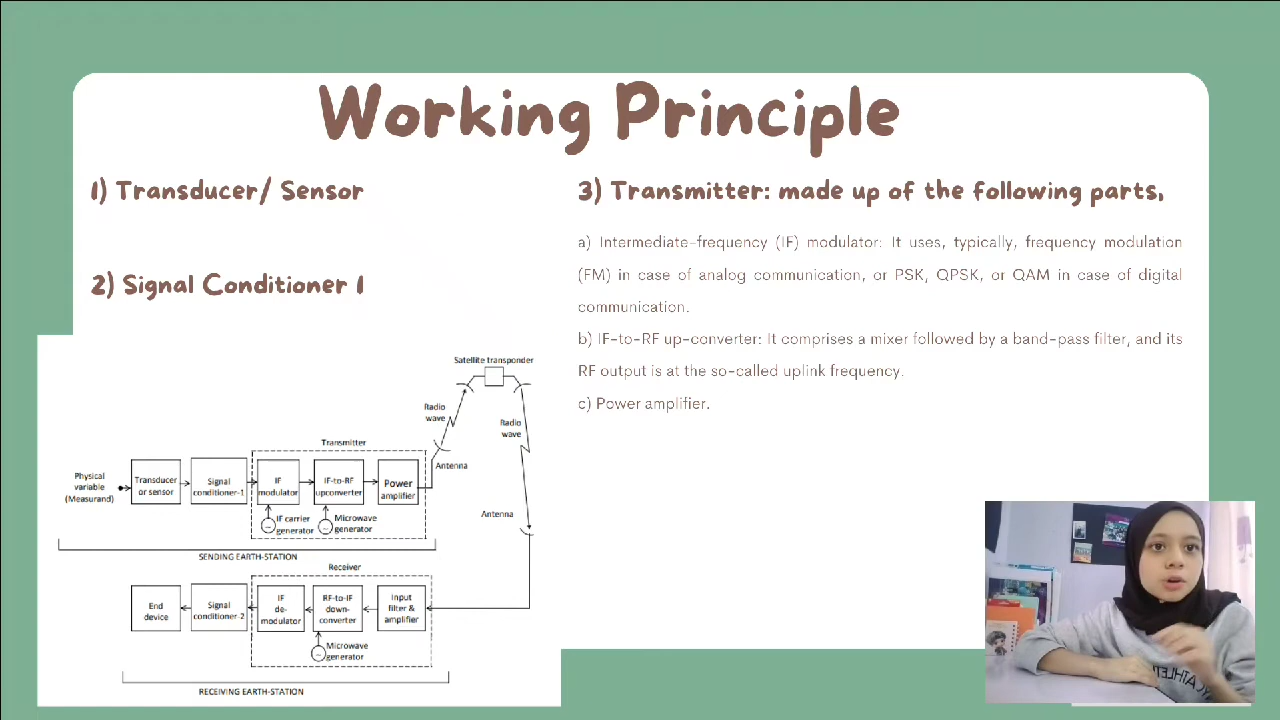 Working Principle
1) Transducer/ Sensor
2) Signal Conditioner 1
3) Transmitter: made up of the following parts,
a) Intermediate-frequency (IF) modulator: It uses, typically, frequency modulation
(FM) in case of analog communication, or PSK, QPSK, or QAM in case of digital
communication.
b) IF-to-RF up-converter: It comprises a mixer followed by a band-pass filter, and its
RF output is at the so-called uplink frequency.
c) Power amplifier.
Satellite transponder
Radio
wave
Radio
wave
Transmitter
Antenna
Physical
variable
(Measurand)
Transducer
or sensor
Signal
conditioner-1
IF
modulator
IF-to-RF
upconverter
Power
amplifier
IF carrier
generator
Microwave
generator
Antenna
SENDING EARTH-STATION
Receiver
End
device
Signal
conditioner-2
IF
de-
modulator
RF-to-IF
down-
converter
Input
filter &
amplifier
Microwave
generator
RECEIVING EARTH-STATION